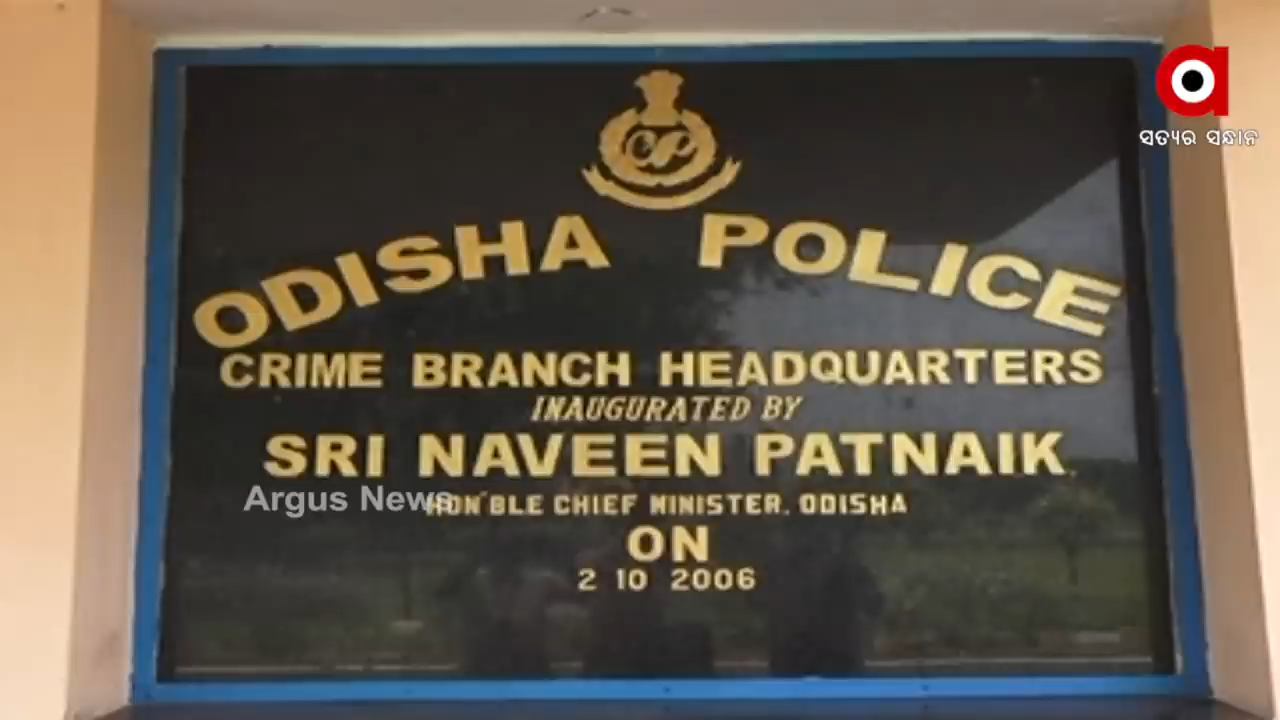 ସତ୍ୟର ସନ୍ଧାନ
ODISHA POLICE
CRIME BRANCH HEADQUARTERS
INAUGURATED BY
SRI NAVEEN PATNAIK
Argus News
HON'BLE CHIEF MINISTER, ODISHA
ON
2 10 2006